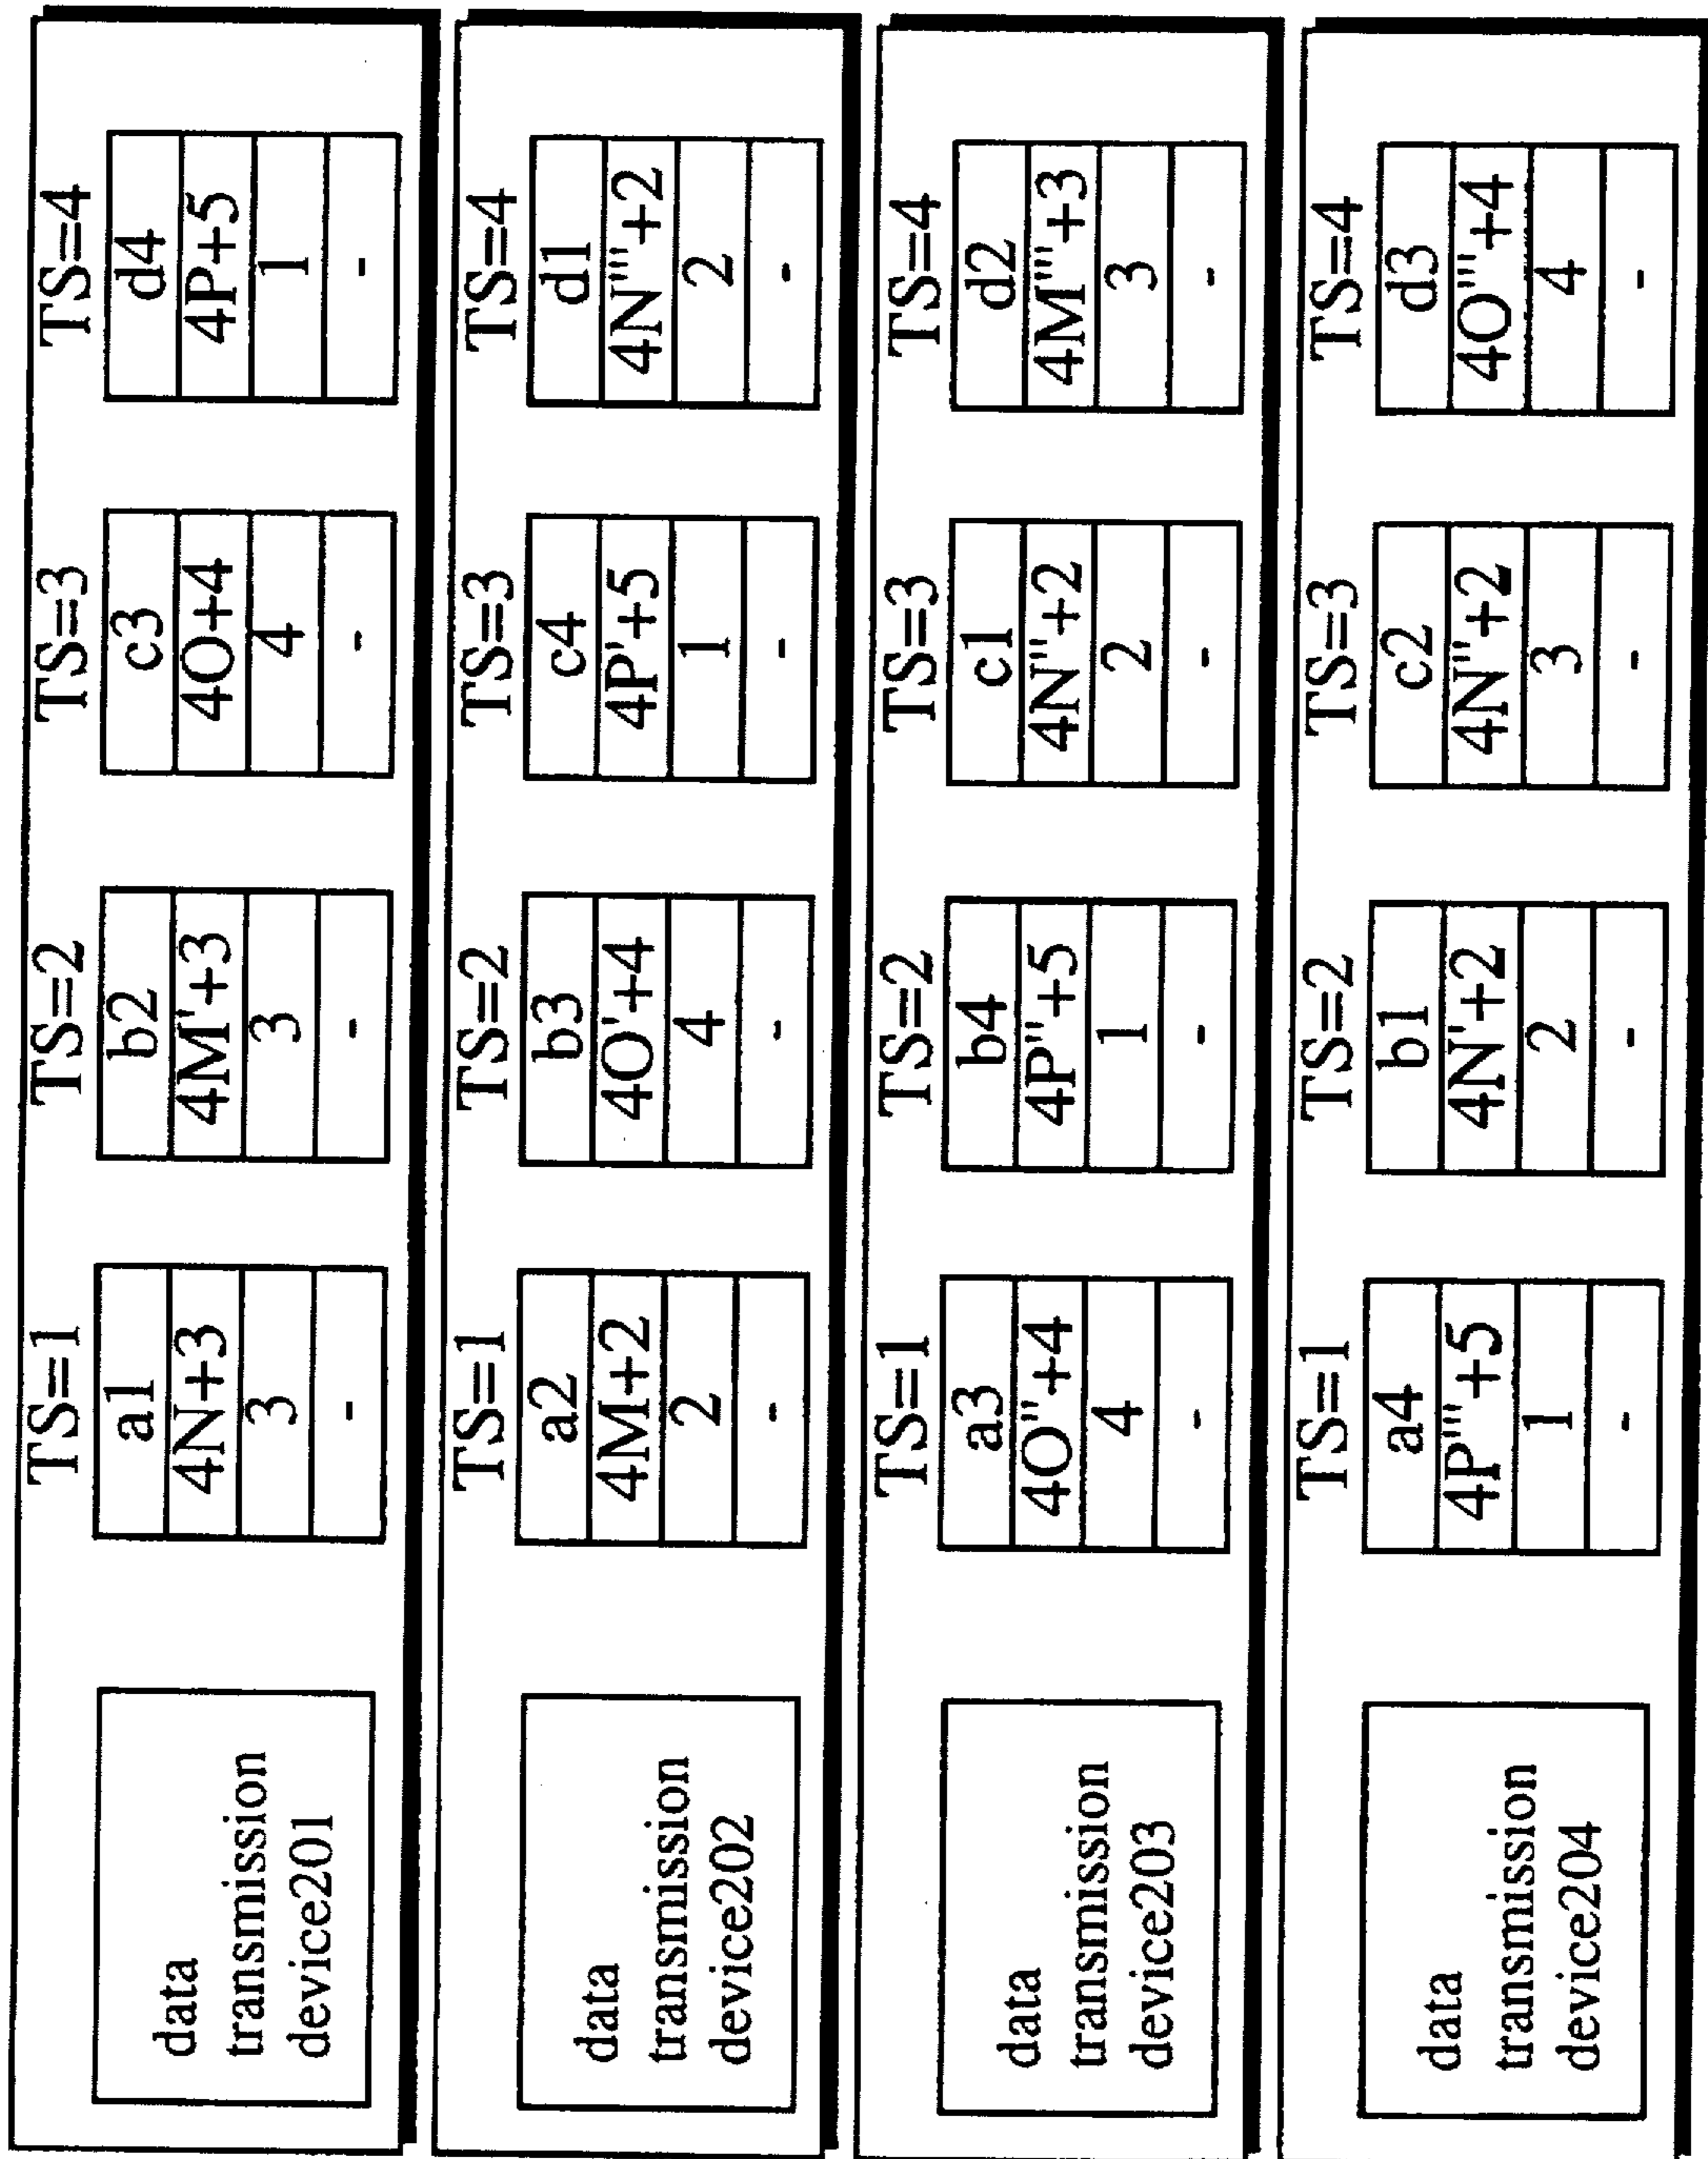 data
transmission
device201
TS=1
a1
4N+3
3
-
TS=2
b2
4M'+3
3
-
TS=3
c3
4O+4
4
-
TS=4
d4
4P+5
1
-
data
transmission
device202
TS=1
a2
4M+2
2
-
TS=2
b3
4O'+4
4
-
TS=3
c4
4P'+5
1
-
TS=4
d1
4N'''+2
2
-
data
transmission
device203
TS=1
a3
4O''+4
4
-
TS=2
b4
4P''+5
1
-
TS=3
c1
4N''+2
2
-
TS=4
d2
4M'''+3
3
-
data
transmission
device204
TS=1
a4
4P'''+5
1
-
TS=2
b1
4N'+2
2
-
TS=3
c2
4N''+2
3
-
TS=4
d3
4O'''+4
4
-